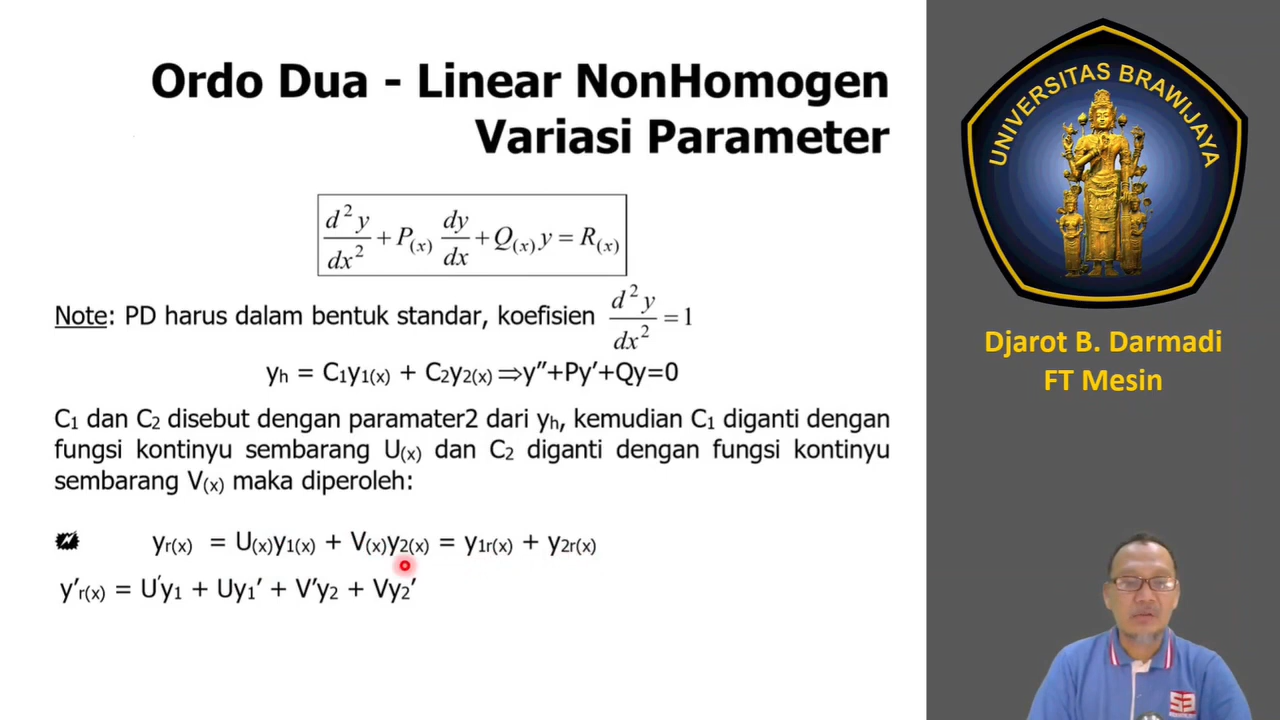 Ordo Dua - Linear NonHomogen
Variasi Parameter
d²y/dx² + P(x) dy/dx + Q(x) y = R(x)
Note: PD harus dalam bentuk standar, koefisien d²y/dx² = 1
yh = C1y1(x) + C2y2(x) ⇒ y″+Py′+Qy=0
C1 dan C2 disebut dengan paramater2 dari yh, kemudian C1 diganti dengan
fungsi kontinyu sembarang U(x) dan C2 diganti dengan fungsi kontinyu
sembarang V(x) maka diperoleh:
yr(x) = U(x)y1(x) + V(x)y2(x) = y1r(x) + y2r(x)
y′r(x) = U′y1 + Uy1′ + V′y2 + Vy2′
UNIVERSITAS BRAWIJAYA
Djarot B. Darmadi
FT Mesin